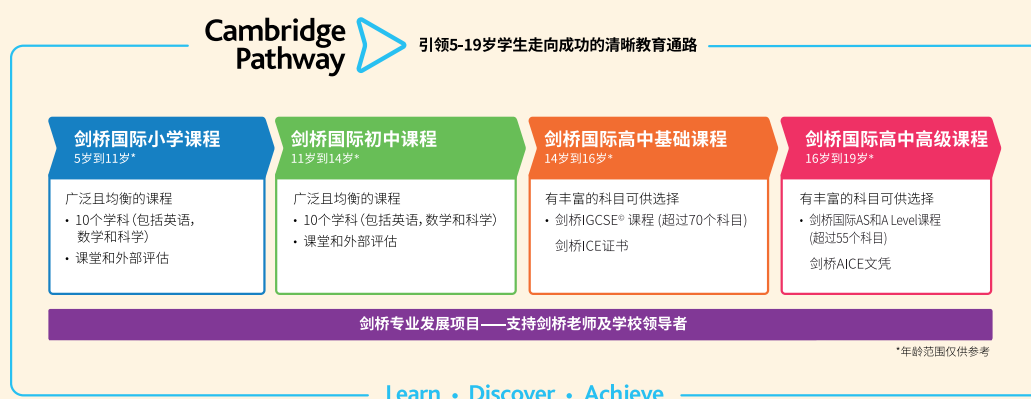 Cambridge
Pathway
引领5-19岁学生走向成功的清晰教育通路
剑桥国际小学课程
5岁到11岁*
广泛且均衡的课程
• 10个学科（包括英语，
数学和科学）
• 课堂和外部评估
剑桥国际初中课程
11岁到14岁*
广泛且均衡的课程
• 10个学科（包括英语，数学和科学）
• 课堂和外部评估
剑桥国际高中基础课程
14岁到16岁*
有丰富的科目可供选择
• 剑桥IGCSE© 课程 (超过70个科目)
剑桥ICE证书
剑桥国际高中高级课程
16岁到19岁*
有丰富的科目可供选择
• 剑桥国际AS和A Level课程
(超过55个科目)
剑桥AICE文凭
剑桥专业发展项目——支持剑桥老师及学校领导者
*年龄范围仅供参考
Learn • Discover • Achieve